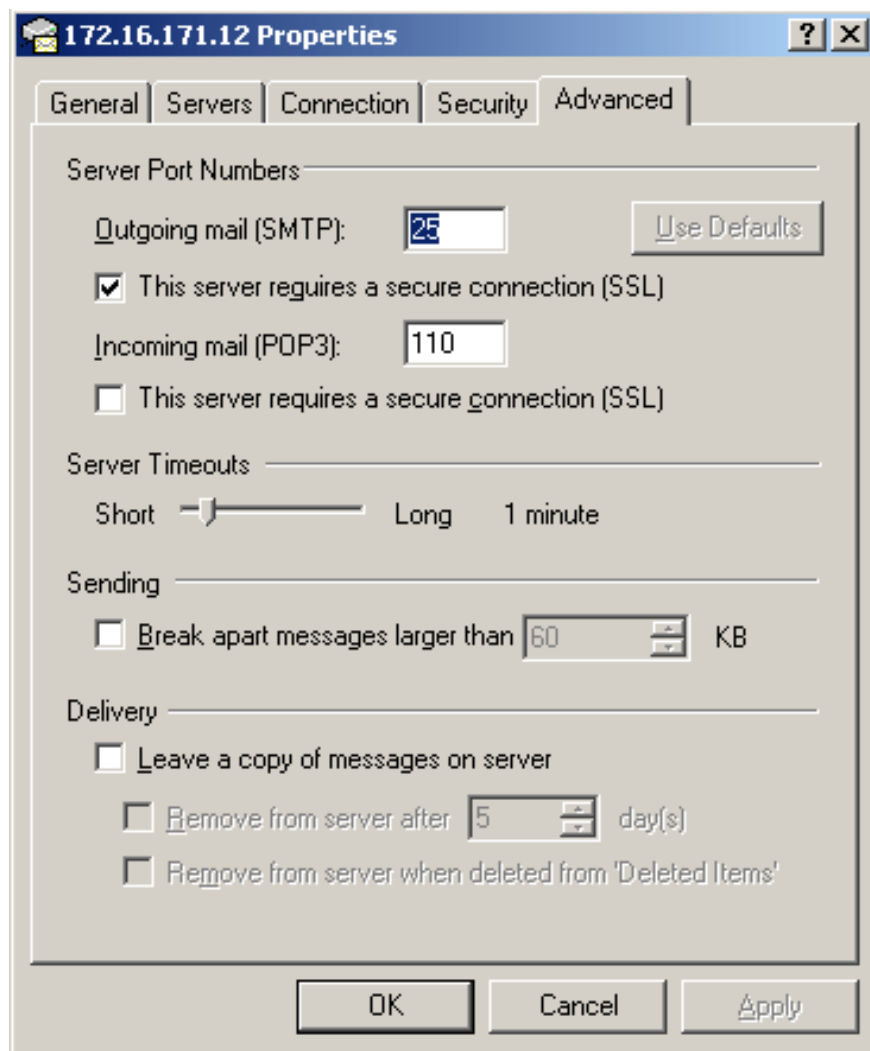 172.16.171.12 Properties
General Servers Connection Security Advanced
Server Port Numbers
Outgoing mail (SMTP): 25 Use Defaults
This server reguires a secure connection (SSL)
Incoming mail (POP3): 110
This server requires a secure connection (SSL)
Server Timeouts
Short Long 1 minute
Sending
Break apart messages larger than 60 KB
Delivery
Leave a copy of messages on server
Remove from server after 5 day(s)
Remove from server when deleted from 'Deleted Items'
OK Cancel Apply